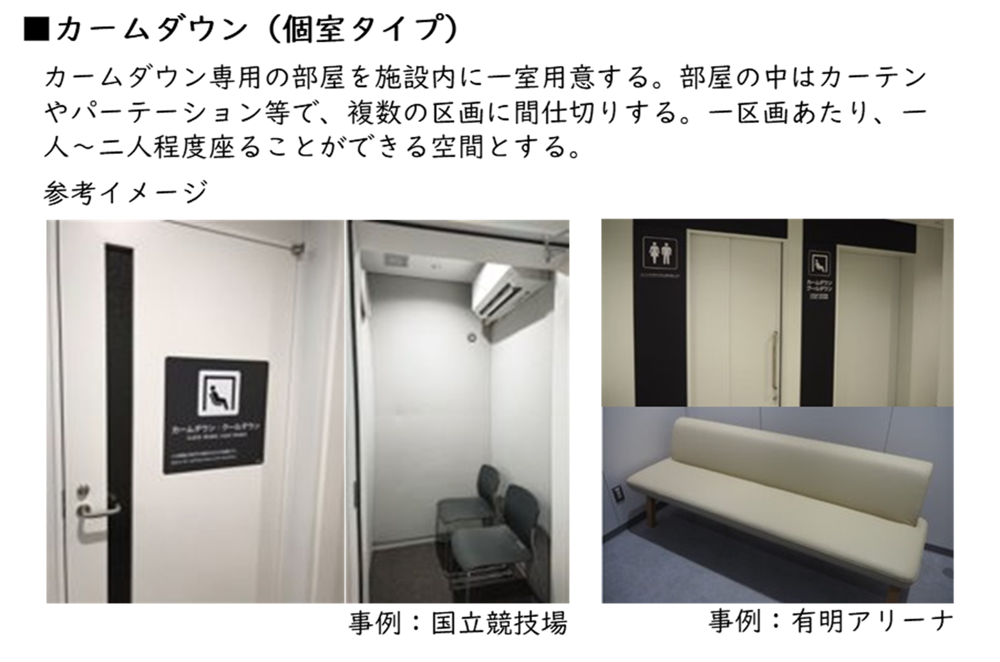 ■カームダウン（個室タイプ）
カームダウン専用の部屋を施設内に一室用意する。部屋の中はカーテン
やパーテーション等で、複数の区画に間仕切りする。一区画あたり、一
人～二人程度座ることができる空間とする。
参考イメージ
カームダウン・クールダウン
カームダウン
クールダウン
事例：国立競技場
事例：有明アリーナ